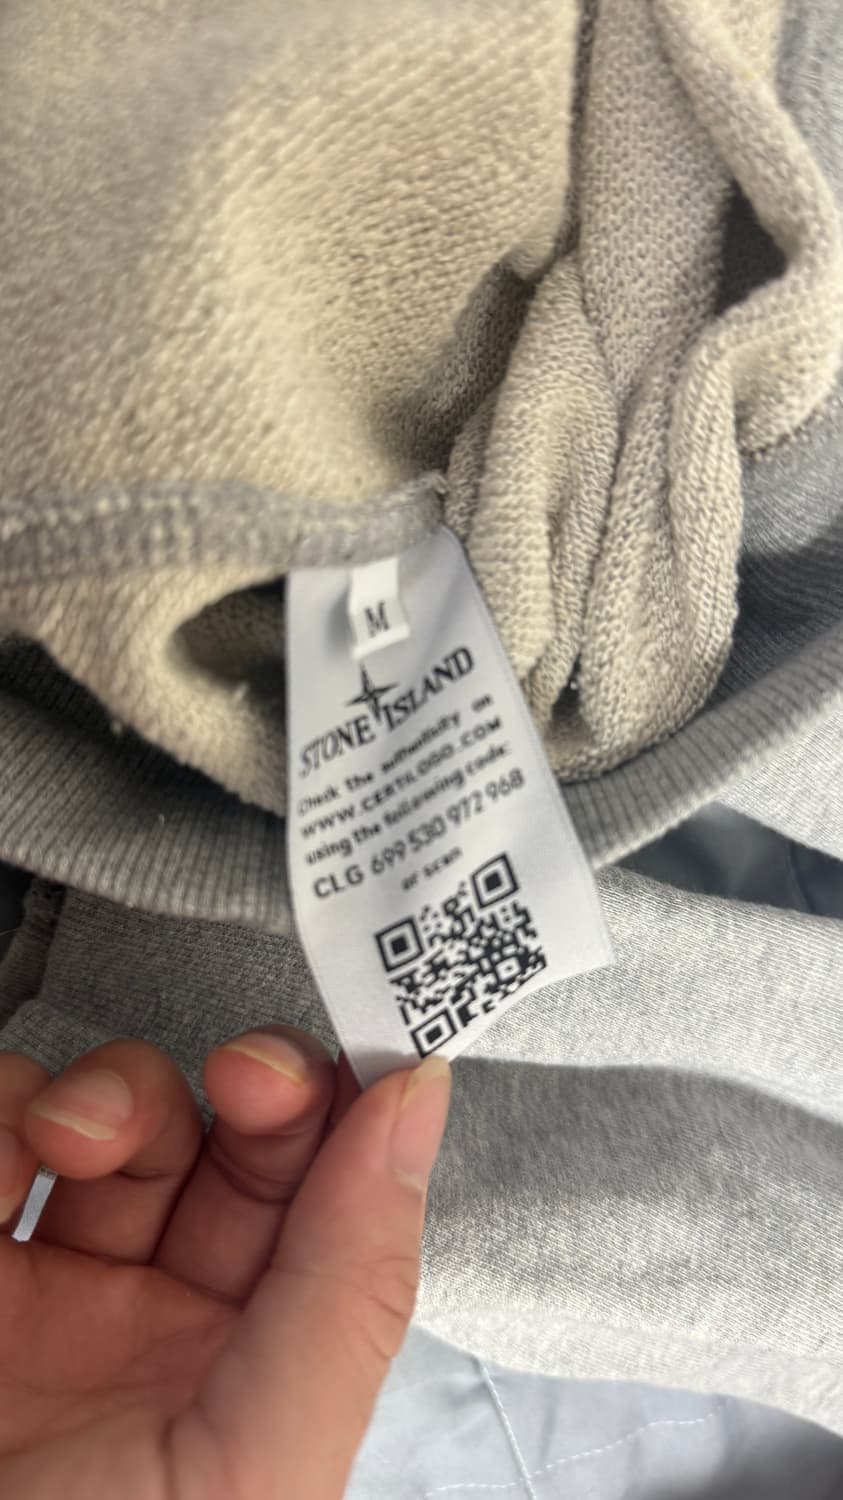 M
STONE ISLAND
Check the authenticity on
WWW.CERTILOGO.COM
using the following code:
CLG 699 530 972 968
or scan